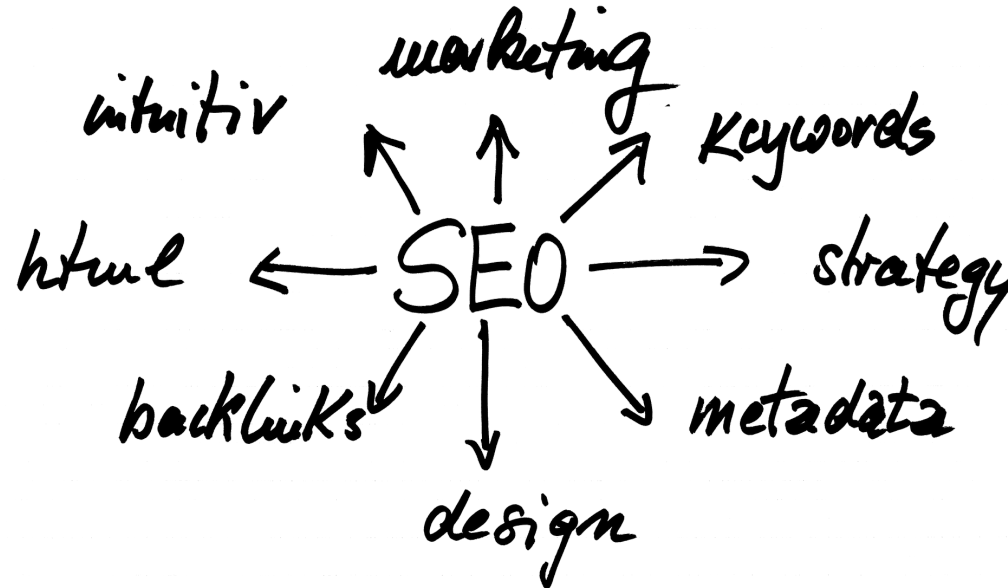 marketing
intuitiv
keywords
SEO
html
strategy
backlinks
metadata
design